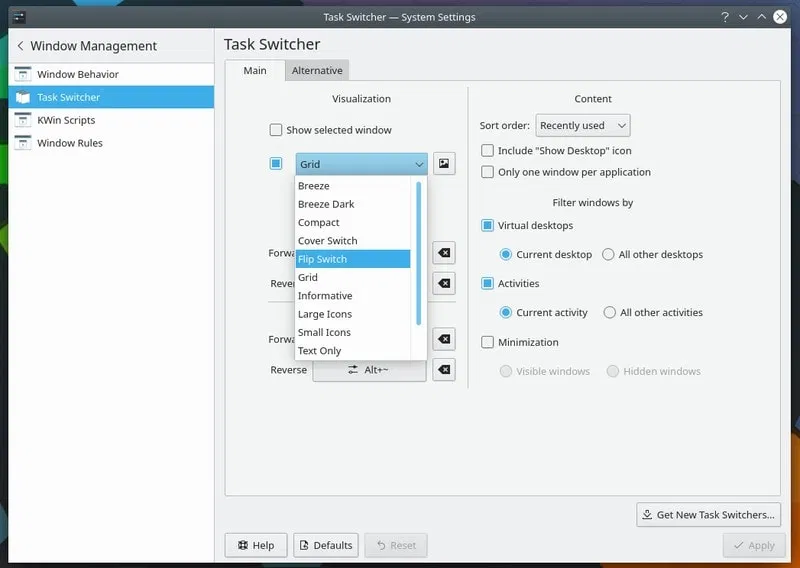 Task Switcher — System Settings
Window Management
Window Behavior
Task Switcher
KWin Scripts
Window Rules
Task Switcher
Main
Alternative
Visualization
Show selected window
Grid
Breeze
Breeze Dark
Compact
Cover Switch
Flip Switch
Grid
Informative
Large Icons
Small Icons
Text Only
Reverse
Alt+~
Content
Sort order: Recently used
Include "Show Desktop" icon
Only one window per application
Filter windows by
Virtual desktops
Current desktop
All other desktops
Activities
Current activity
All other activities
Minimization
Visible windows
Hidden windows
Get New Task Switchers...
Help
Defaults
Reset
Apply